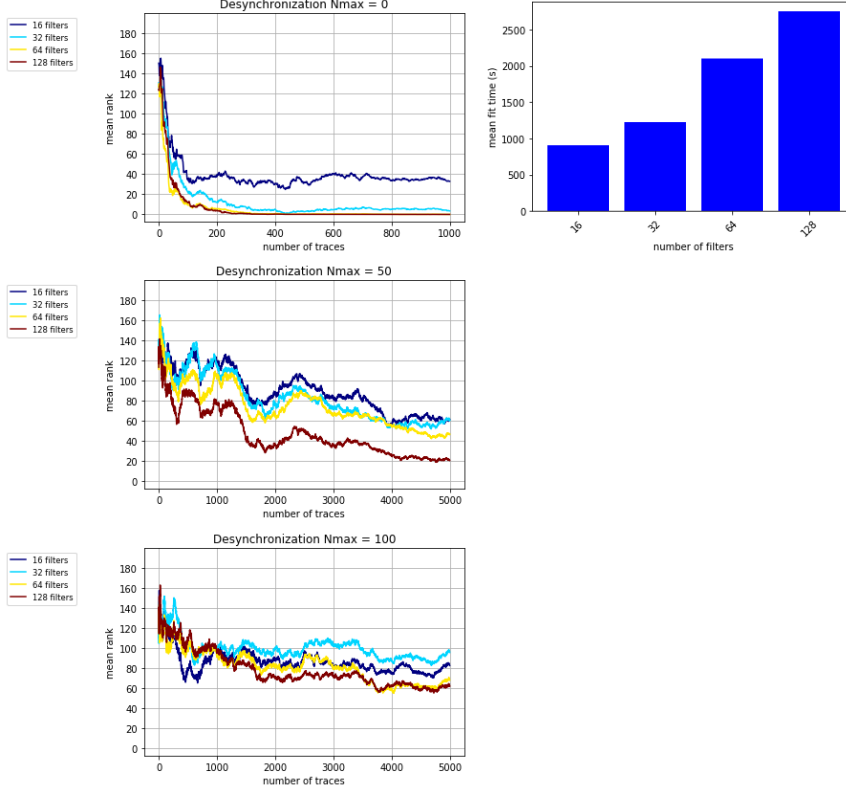 Desynchronization Nmax = 0
16 filters
32 filters
64 filters
128 filters
mean rank
180
160
140
120
100
80
60
40
20
0
0 200 400 600 800 1000
number of traces
mean fit time (s)
2500
2000
1500
1000
500
0
16 32 64 128
number of filters
Desynchronization Nmax = 50
16 filters
32 filters
64 filters
128 filters
mean rank
180
160
140
120
100
80
60
40
20
0
0 1000 2000 3000 4000 5000
number of traces
Desynchronization Nmax = 100
16 filters
32 filters
64 filters
128 filters
mean rank
180
160
140
120
100
80
60
40
20
0
0 1000 2000 3000 4000 5000
number of traces